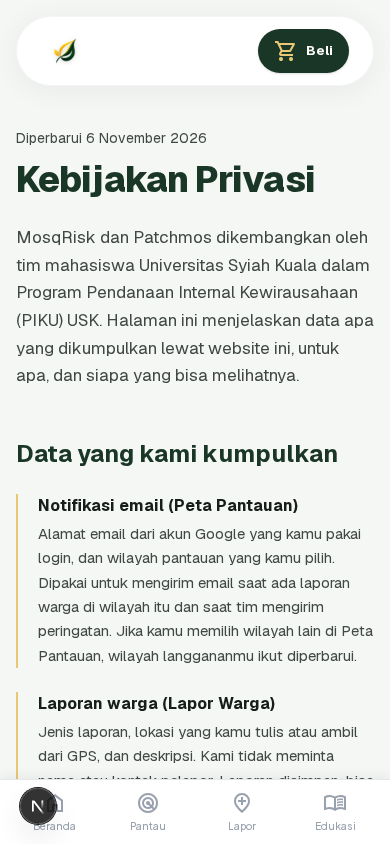 Beli
Diperbarui 6 November 2026
Kebijakan Privasi
MosqRisk dan Patchmos dikembangkan oleh
tim mahasiswa Universitas Syiah Kuala dalam
Program Pendanaan Internal Kewirausahaan
(PIKU) USK. Halaman ini menjelaskan data apa
yang dikumpulkan lewat website ini, untuk
apa, dan siapa yang bisa melihatnya.
Data yang kami kumpulkan
Notifikasi email (Peta Pantauan)
Alamat email dari akun Google yang kamu pakai
login, dan wilayah pantauan yang kamu pilih.
Dipakai untuk mengirim email saat ada laporan
warga di wilayah itu dan saat tim mengirim
peringatan. Jika kamu memilih wilayah lain di Peta
Pantauan, wilayah langgananmu ikut diperbarui.
Laporan warga (Lapor Warga)
Jenis laporan, lokasi yang kamu tulis atau ambil
dari GPS, dan deskripsi. Kami tidak meminta
N
Beranda
Pantau
Lapor
Edukasi